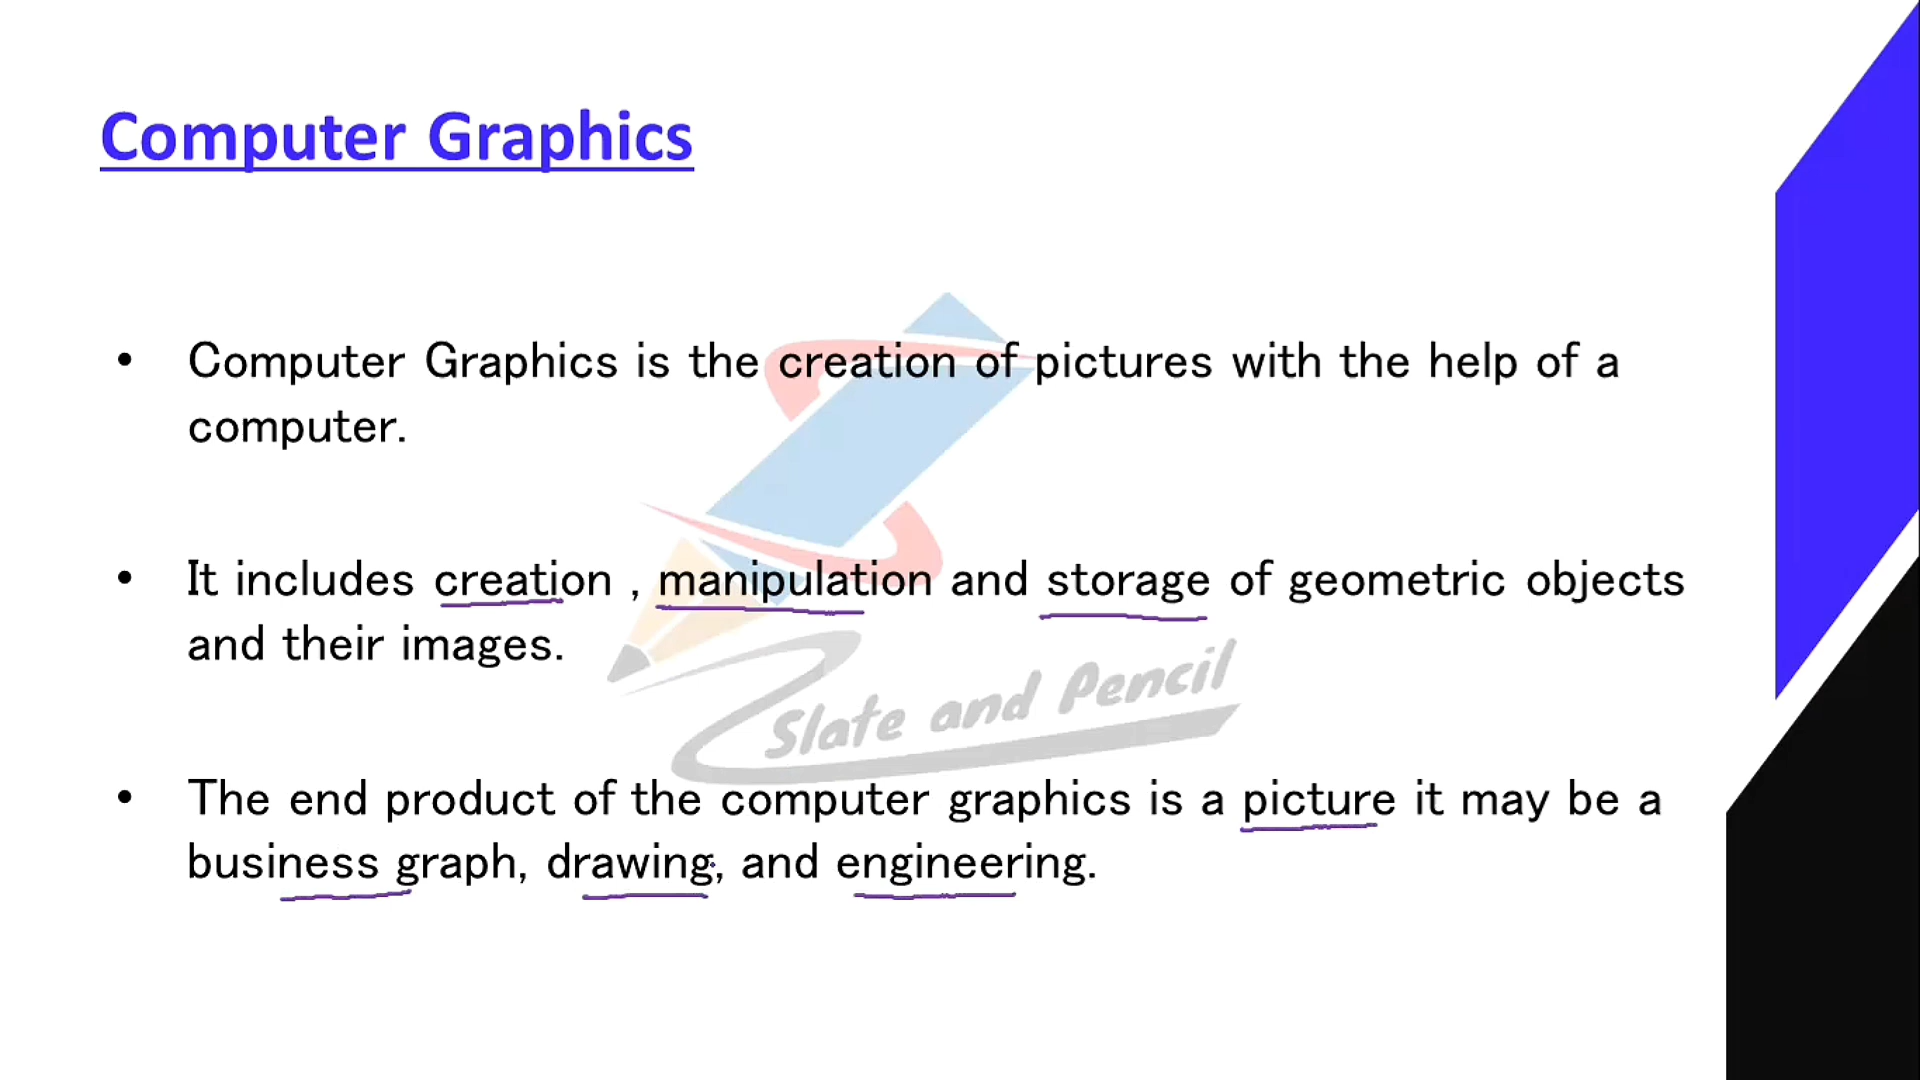 Computer Graphics
• Computer Graphics is the creation of pictures with the help of a
computer.
• It includes creation , manipulation and storage of geometric objects
and their images.
Slate and Pencil
• The end product of the computer graphics is a picture it may be a
business graph, drawing, and engineering.